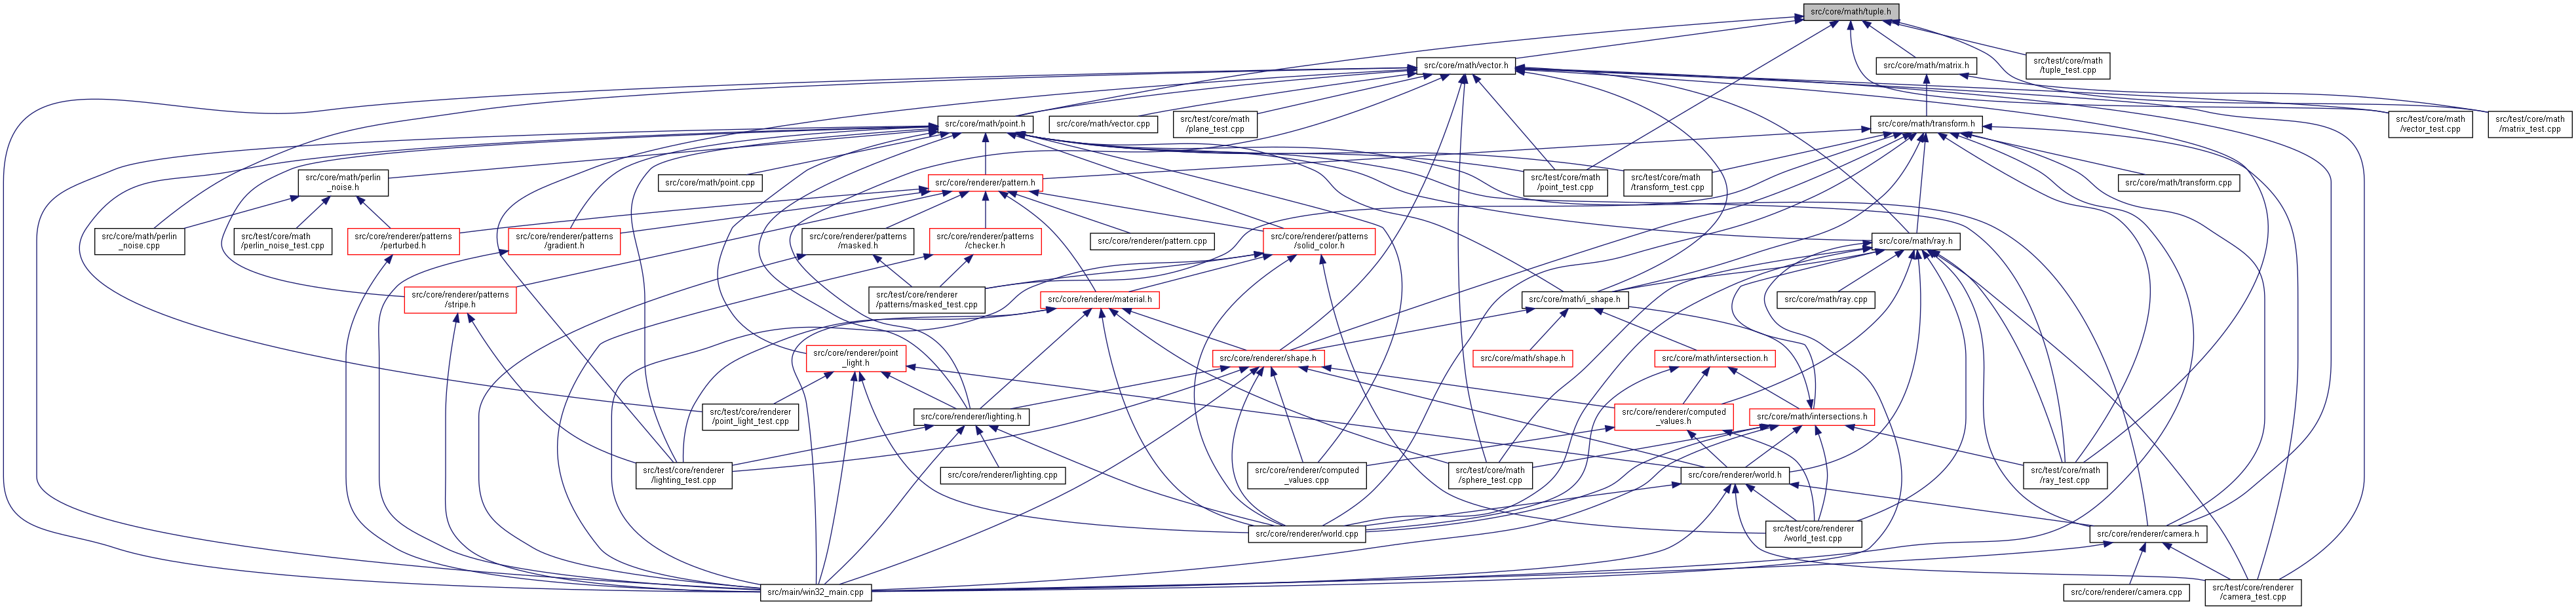 src/core/math/tuple.h
src/core/math/vector.h
src/core/math/matrix.h
src/test/core/math
/tuple_test.cpp
src/core/math/point.h
src/core/math/vector.cpp
src/test/core/math
/plane_test.cpp
src/core/math/transform.h
src/test/core/math
/vector_test.cpp
src/test/core/math
/matrix_test.cpp
src/core/math/perlin
_noise.h
src/core/math/point.cpp
src/core/renderer/pattern.h
src/test/core/math
/point_test.cpp
src/test/core/math
/transform_test.cpp
src/core/math/transform.cpp
src/core/math/perlin
_noise.cpp
src/test/core/math
/perlin_noise_test.cpp
src/core/renderer/patterns
/perturbed.h
src/core/renderer/patterns
/gradient.h
src/core/renderer/patterns
/masked.h
src/core/renderer/patterns
/checker.h
src/core/renderer/pattern.cpp
src/core/renderer/patterns
/solid_color.h
src/core/math/ray.h
src/core/renderer/patterns
/stripe.h
src/test/core/renderer
/patterns/masked_test.cpp
src/core/renderer/material.h
src/core/math/i_shape.h
src/core/math/ray.cpp
src/core/renderer/point
_light.h
src/core/renderer/shape.h
src/core/math/shape.h
src/core/math/intersection.h
src/test/core/renderer
/point_light_test.cpp
src/core/renderer/lighting.h
src/core/renderer/computed
_values.h
src/core/math/intersections.h
src/test/core/renderer
/lighting_test.cpp
src/core/renderer/lighting.cpp
src/core/renderer/computed
_values.cpp
src/test/core/math
/sphere_test.cpp
src/core/renderer/world.h
src/test/core/math
/ray_test.cpp
src/core/renderer/world.cpp
src/test/core/renderer
/world_test.cpp
src/core/renderer/camera.h
src/main/win32_main.cpp
src/core/renderer/camera.cpp
src/test/core/renderer
/camera_test.cpp